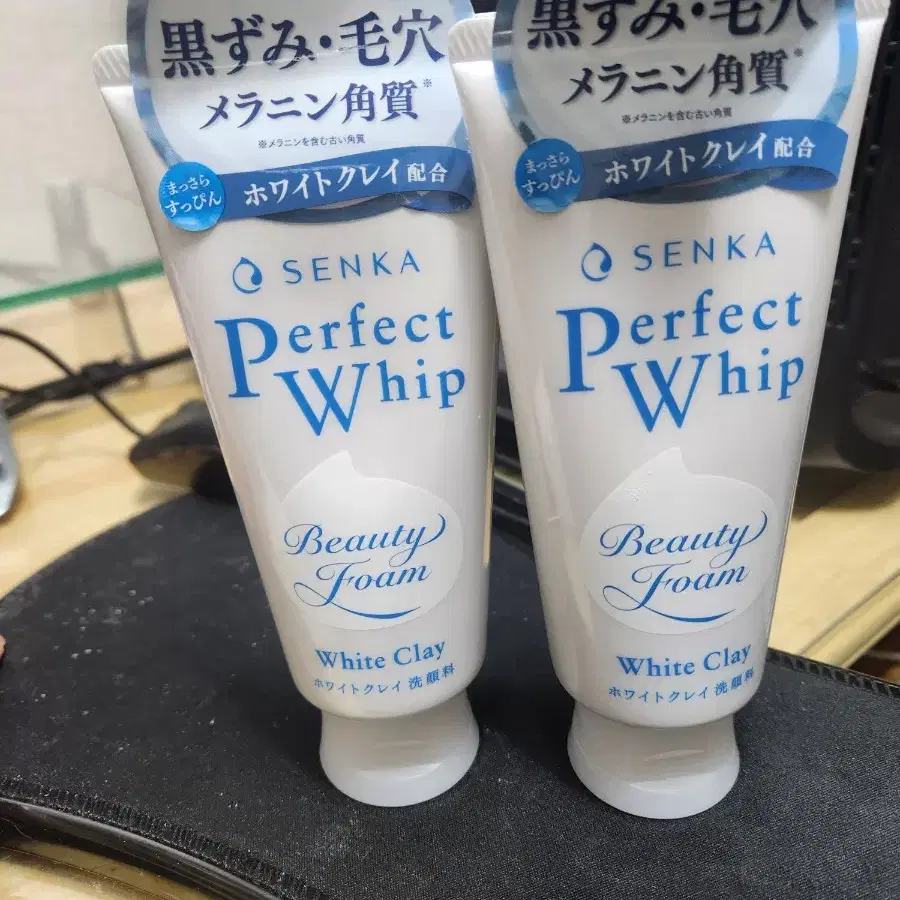 黒ずみ・毛穴
メラニン角質※
※メラニンを含む古い角質
まっさら
すっぴん
ホワイトクレイ配合
SENKA
Perfect
Whip
Beauty
Foam
White Clay
ホワイトクレイ 洗顔料
黒ずみ・毛穴
メラニン角質※
※メラニンを含む古い角質
まっさら
すっぴん
ホワイトクレイ配合
SENKA
Perfect
Whip
Beauty
Foam
White Clay
ホワイトクレイ 洗顔料